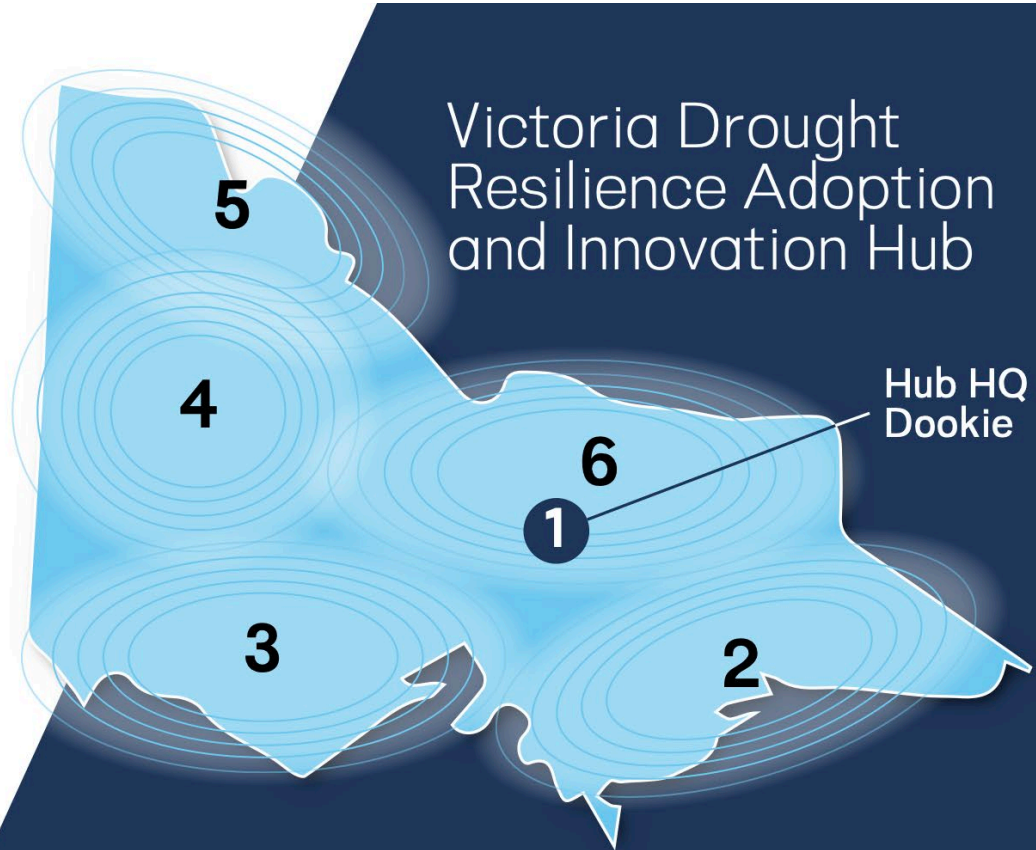 Victoria Drought
Resilience Adoption
and Innovation Hub
5
Hub HQ
Dookie
4
6
1
3
2